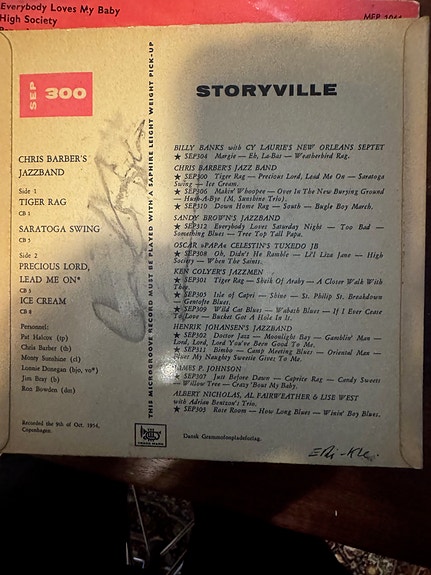 Everybody Loves My Baby
High Society
MEP
SEP 300
STORYVILLE
CHRIS BARBER'S
JAZZBAND
Side 1
TIGER RAG
CB 1
SARATOGA SWING
CB 5
Side 2
PRECIOUS LORD,
LEAD ME ON*
CB 3
ICE CREAM
CB 8
Personnel:
Pat Halcox (tp)
Chris Barber (tb)
Monty Sunshine (cl)
Lonnie Donegan (bjo, vo*)
Jim Bray (b)
Ron Bowden (dm)
Recorded the 9th of Oct. 1954,
Copenhagen.
THIS MICROGROOVE RECORD MUST BE PLAYED WITH A SAPHIRE LEIGHT WEIGHT PICK-UP
TRADE MARK
BILLY BANKS with CY LAURIE'S NEW ORLEANS SEPTET
★ SEP304 Margie — Eh, La-Bas — Weatherbird Rag.
CHRIS BARBER'S JAZZBAND
★ SEP300 Tiger Rag — Precious Lord, Lead Me On — Saratoga
Swing — Ice Cream.
★ SEP306 Makin' Whoopee — Over In The New Burying Ground
— Hush-A-Bye (M. Sunshine Trio).
★ SEP310 Down Home Rag — South — Bugle Boy March.
SANDY BROWN'S JAZZBAND
★ SEP312 Everybody Loves Saturday Night — Too Bad —
Something Blues — Tree Top Tall Papa.
OSCAR »PAPA« CELESTIN'S TUXEDO JB
★ SEP308 Oh, Didn't He Ramble — Li'l Liza Jane — High
Society — When The Saints.
KEN COLYER'S JAZZMEN
★ SEP301 Tiger Rag — Sheik Of Araby — A Closer Walk With
Thee.
★ SEP305 Isle of Capri — Shine — St. Philip St. Breakdown
Gentofte Blues.
★ SEP309 Wild Cat Blues — Wabash Blues — If I Ever Cease
To Love — Bucket Got A Hole In It.
HENRIK JOHANSEN'S JAZZBAND
★ SEP302 Doctor Jazz — Moonlight Bay — Gamblin' Man —
Lord, Lord, Lord You've Been Good To Me.
★ SEP311 Bimbo — Camp Meeting Blues — Oriental Man —
Blues My Naughty Sweetie Gives To Me.
JAMES P. JOHNSON
★ SEP307 Just Before Dawn — Caprice Rag — Candy Sweets
— Willow Tree — Crazy 'Bout My Baby.
ALBERT NICHOLAS, AL FAIRWEATHER & LISE WEST
with Adrian Bentzon's Trio.
★ SEP303 Rose Room — How Long Blues — Winin' Boy Blues.
Dansk Grammofonpladeforlag.